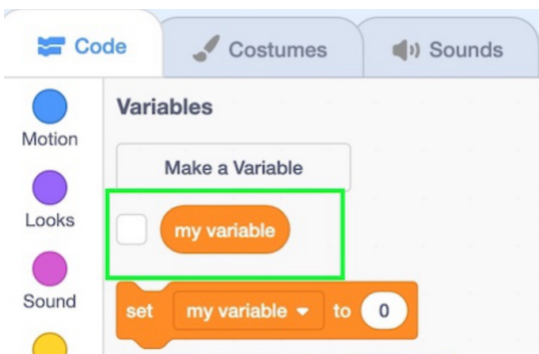 Code Costumes Sounds
Variables
Motion
Make a Variable
Looks
my variable
Sound
set my variable to 0